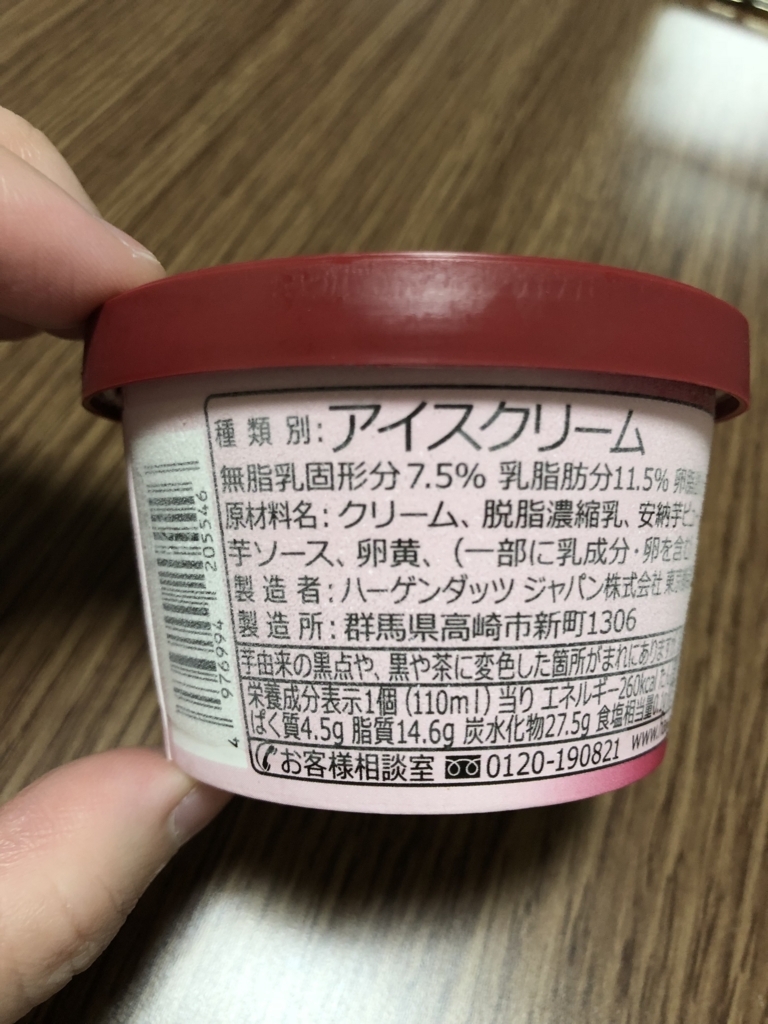 種類別:アイスクリーム
無脂乳固形分7.5% 乳脂肪分11.5%
原材料名:クリーム、脱脂濃縮乳、安納芋ピュ
芋ソース、卵黄、(一部に乳成分・卵を含む
製造者:ハーゲンダッツ ジャパン株式会社 東京
製造所:群馬県高崎市新町1306
芋由来の黒点や、黒や茶に変色した箇所がまれにあります
栄養成分表示1個(110ml)当り エネルギー260kcal
ぱく質4.5g 脂質14.6g 炭水化物27.5g 食塩相当量
お客様相談室 0120-190821 www.
4 976994 205546